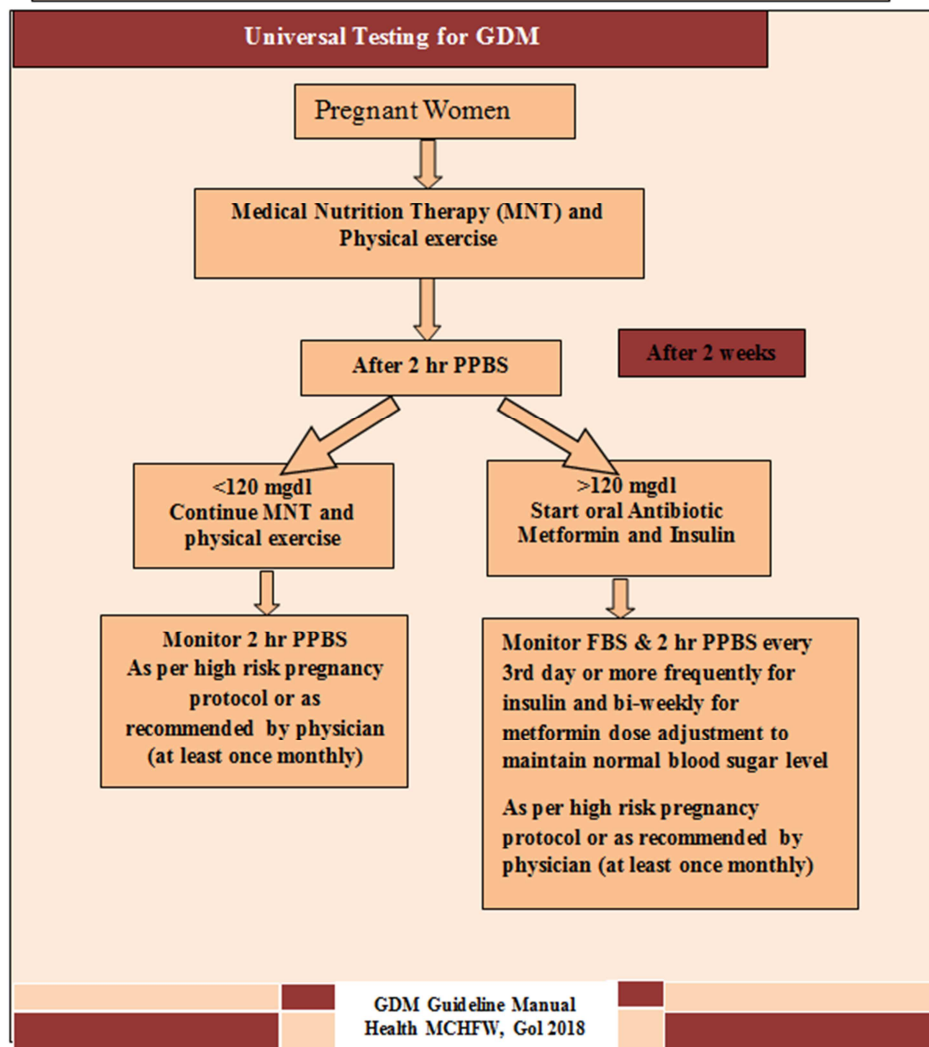 Universal Testing for GDM
Pregnant Women
Medical Nutrition Therapy (MNT) and
Physical exercise
After 2 hr PPBS
After 2 weeks
<120 mgdl
Continue MNT and
physical exercise
>120 mgdl
Start oral Antibiotic
Metformin and Insulin
Monitor 2 hr PPBS
As per high risk pregnancy
protocol or as
recommended by physician
(at least once monthly)
Monitor FBS & 2 hr PPBS every
3rd day or more frequently for
insulin and bi-weekly for
metformin dose adjustment to
maintain normal blood sugar level
As per high risk pregnancy
protocol or as recommended by
physician (at least once monthly)
GDM Guideline Manual
Health MCHFW, Gol 2018